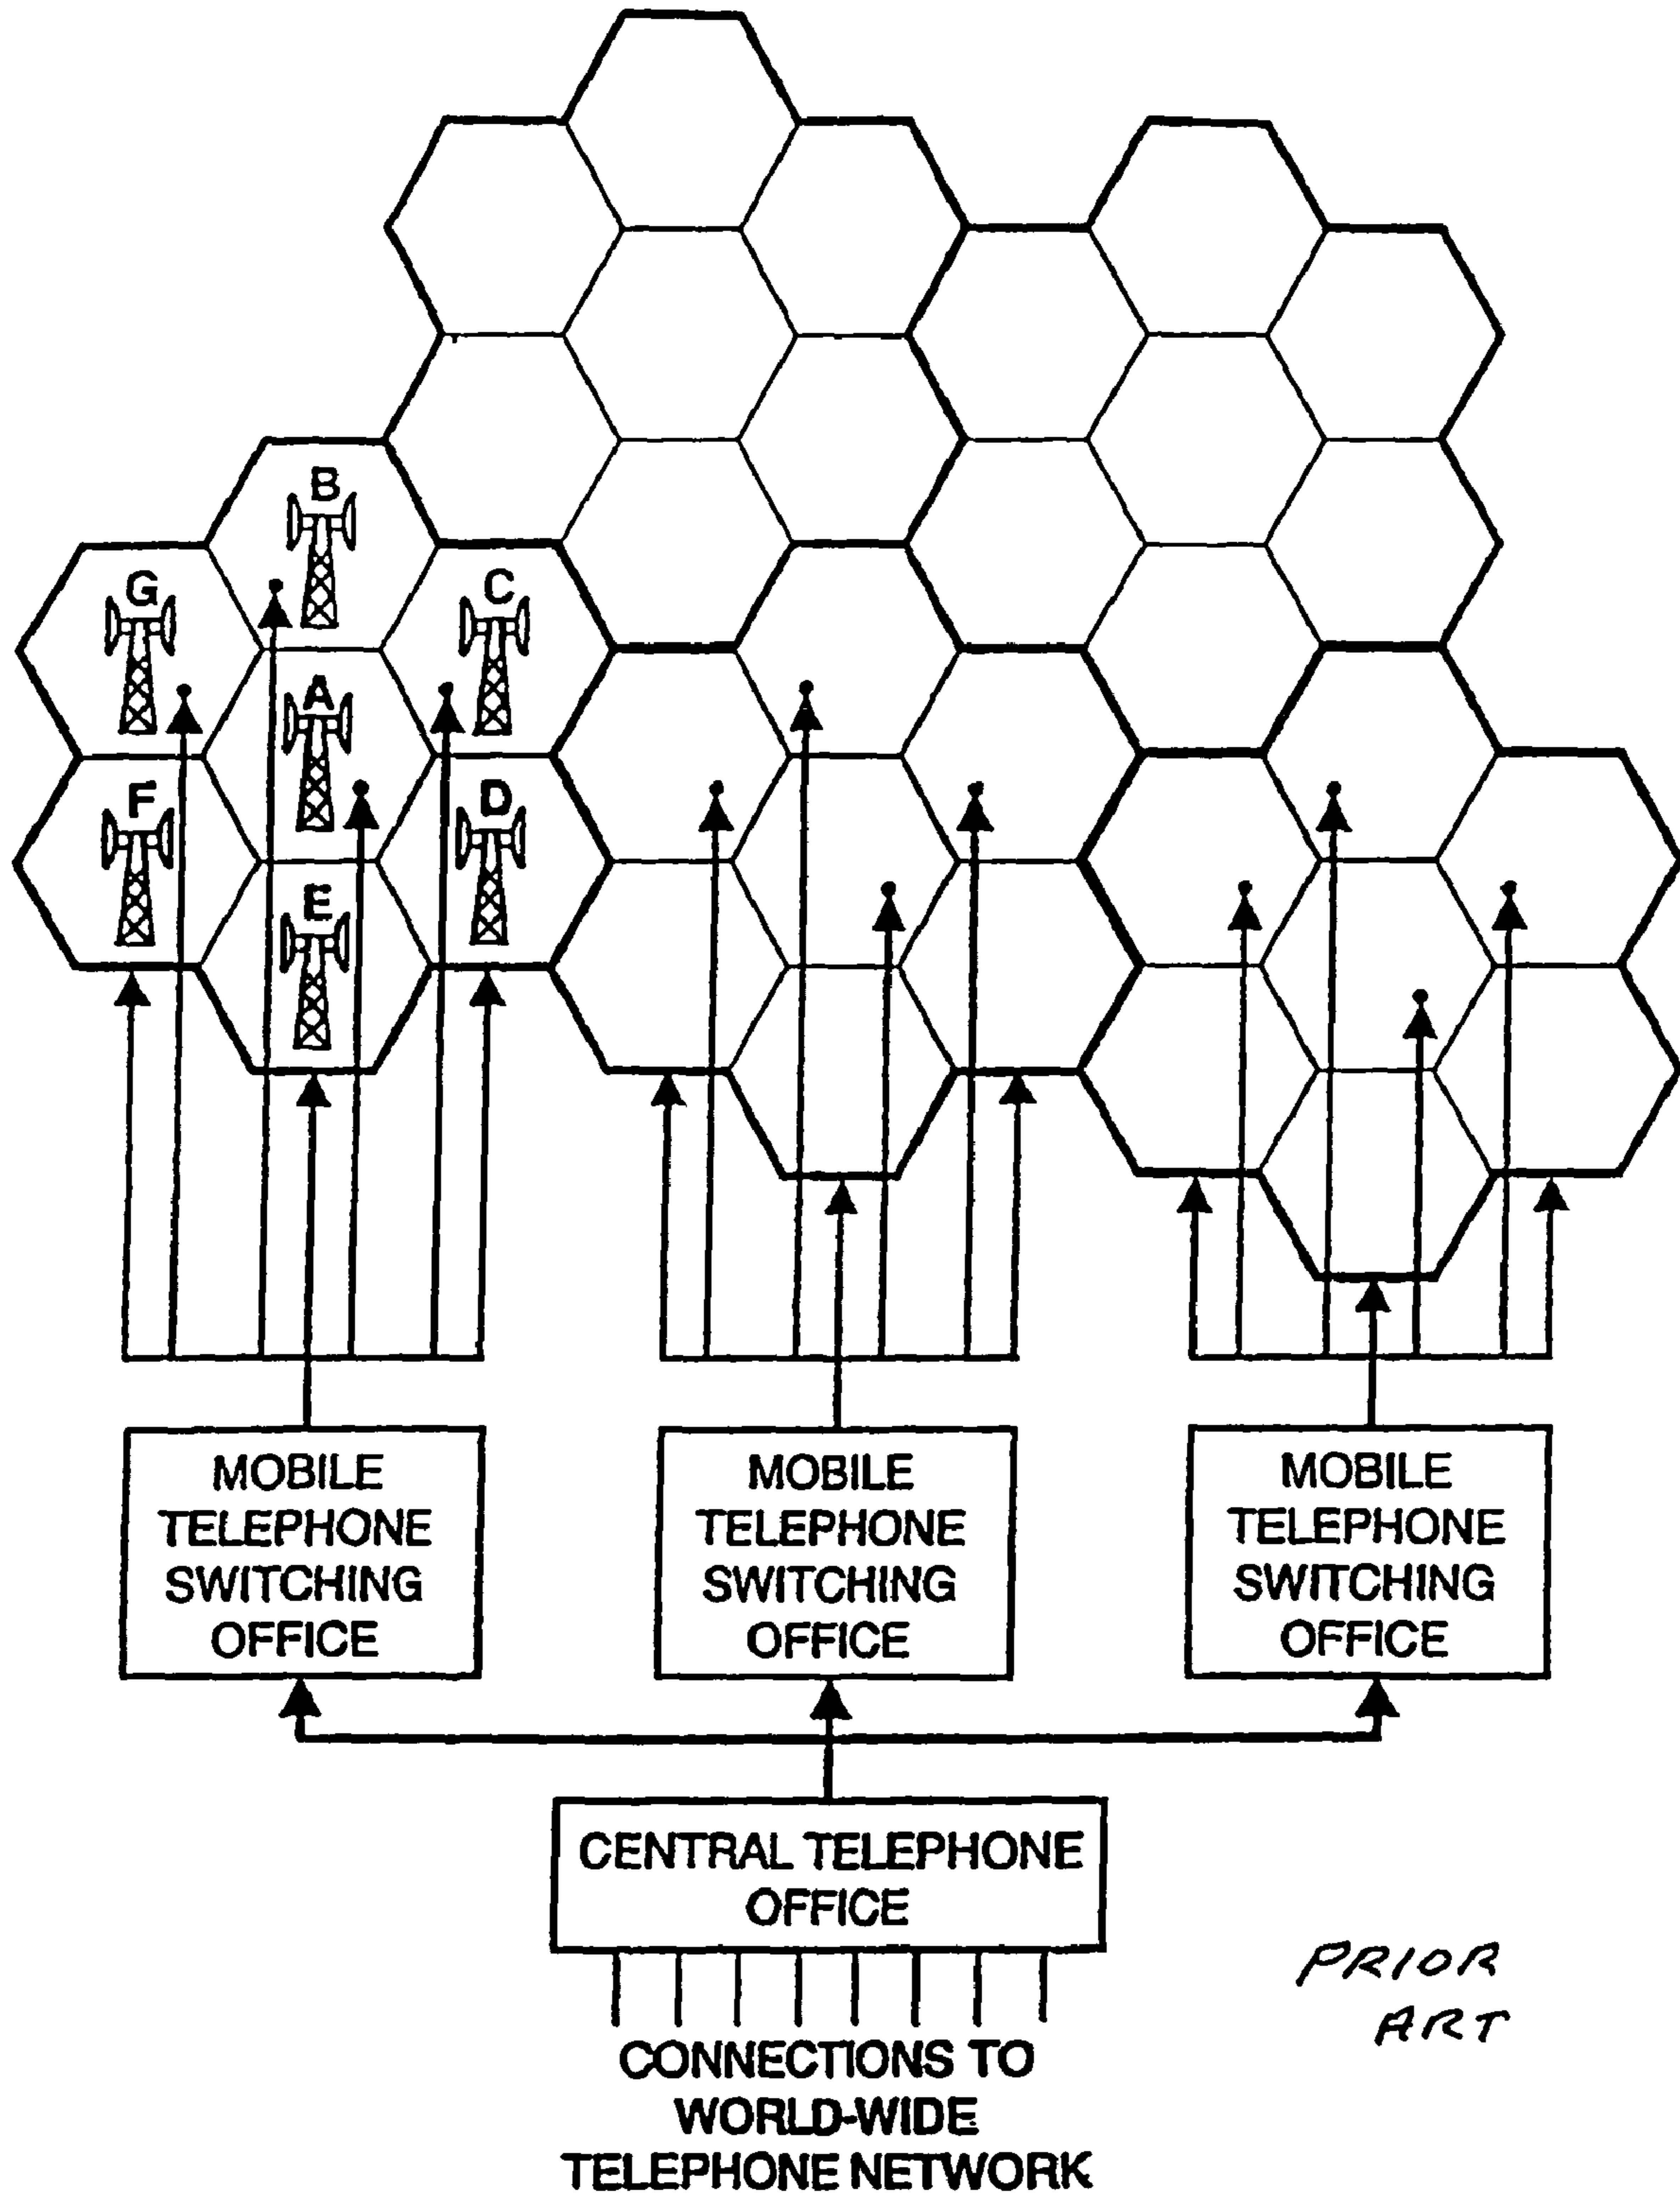 B
G
C
A
F
D
E
MOBILE
TELEPHONE
SWITCHING
OFFICE
MOBILE
TELEPHONE
SWITCHING
OFFICE
MOBILE
TELEPHONE
SWITCHING
OFFICE
CENTRAL TELEPHONE
OFFICE
CONNECTIONS TO
WORLD-WIDE
TELEPHONE NETWORK
PRIOR
ART